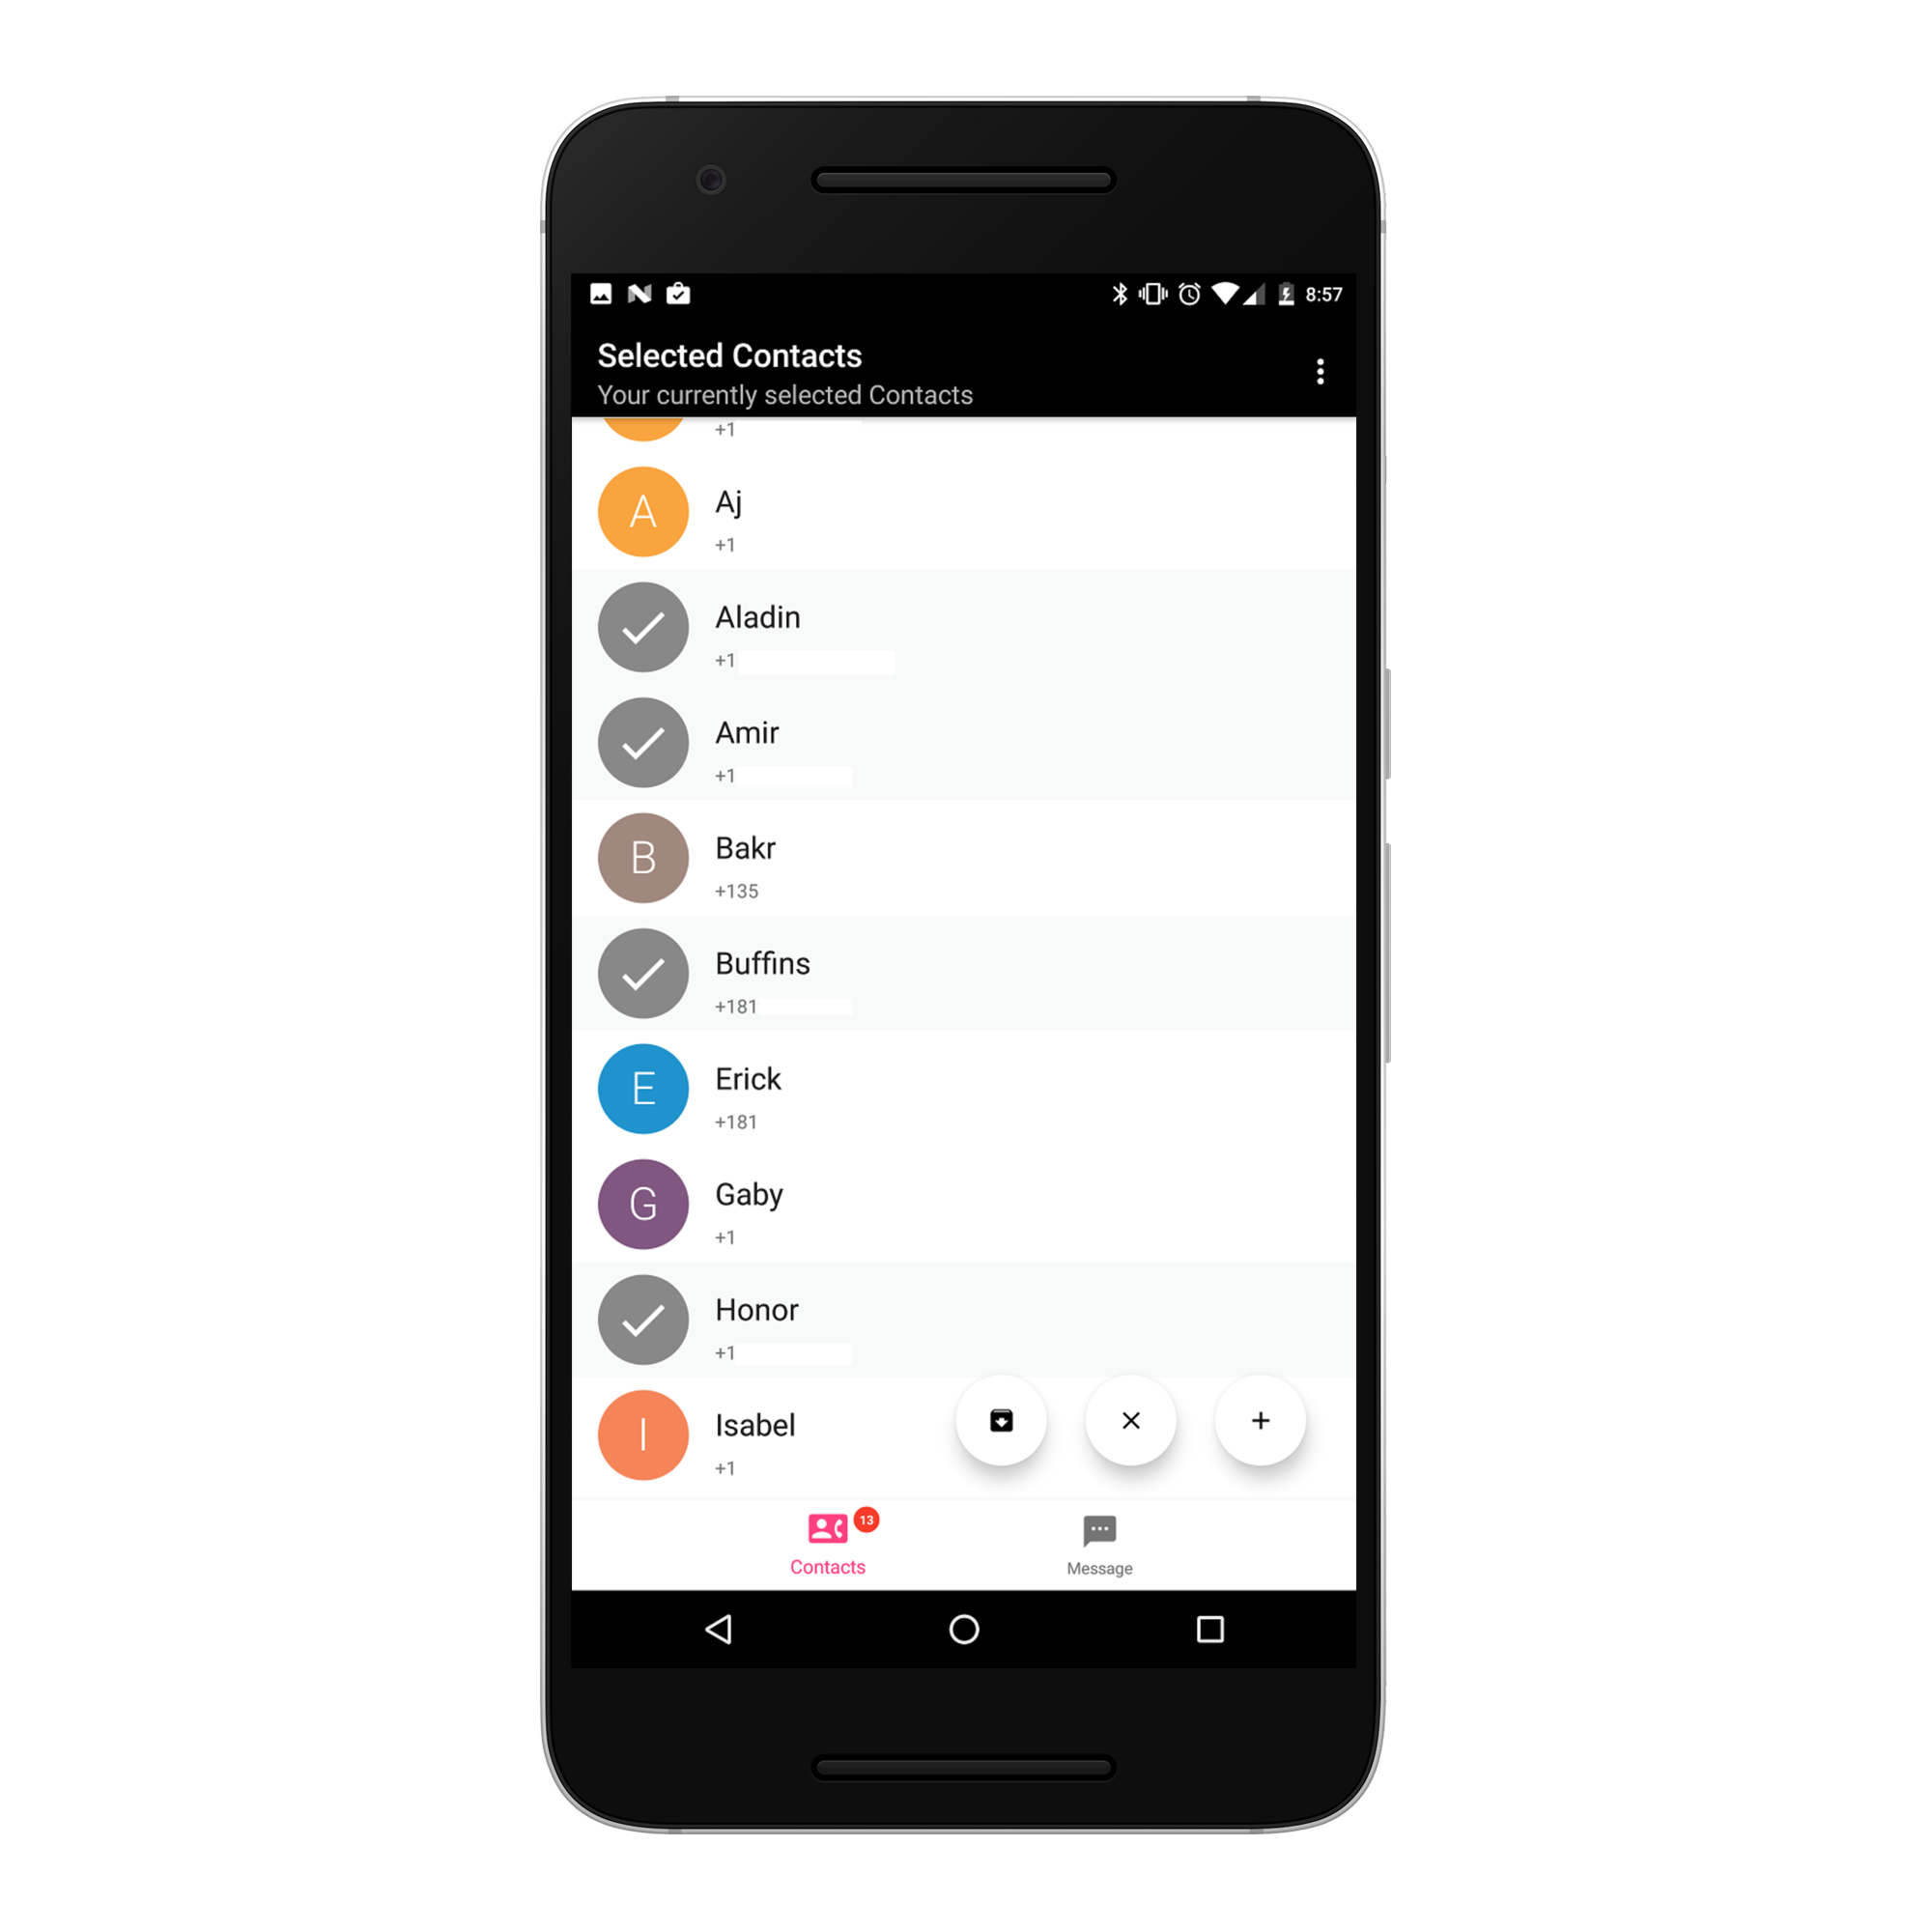 8:57
Selected Contacts
Your currently selected Contacts
+1
A
Aj
+1
Aladin
+1
Amir
+1
B
Bakr
+135
Buffins
+181
E
Erick
+181
G
Gaby
+1
Honor
+1
I
Isabel
+1
13
Contacts
Message